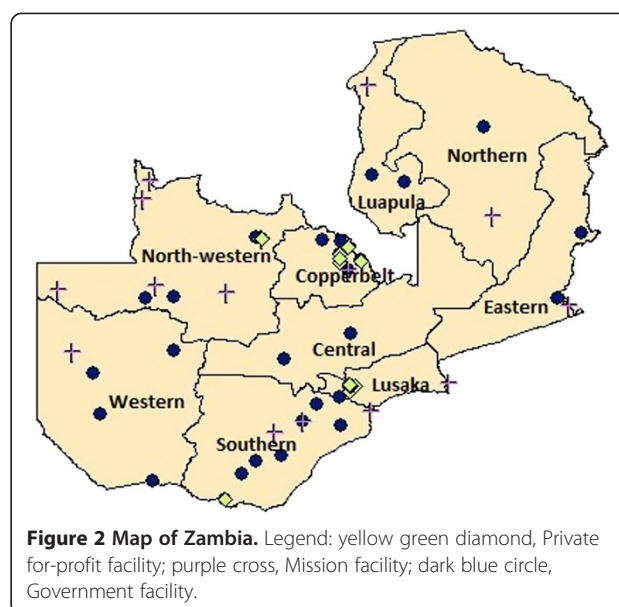 Northern
Luapula
North-western
Copperbelt
Eastern
Central
Lusaka
Western
Southern
Figure 2 Map of Zambia. Legend: yellow green diamond, Private
for-profit facility; purple cross, Mission facility; dark blue circle,
Government facility.